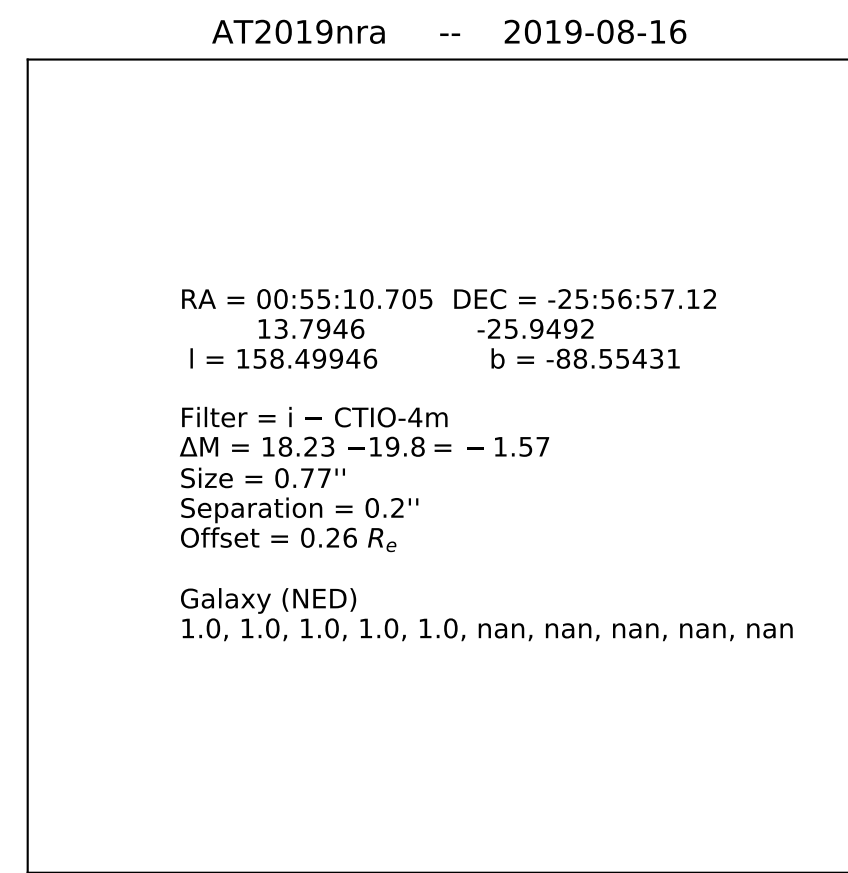 AT2019nra -- 2019-08-16
RA = 00:55:10.705 DEC = -25:56:57.12
13.7946 -25.9492
l = 158.49946 b = -88.55431
Filter = i − CTIO-4m
ΔM = 18.23 −19.8 = − 1.57
Size = 0.77''
Separation = 0.2''
Offset = 0.26 Re
Galaxy (NED)
1.0, 1.0, 1.0, 1.0, 1.0, nan, nan, nan, nan, nan